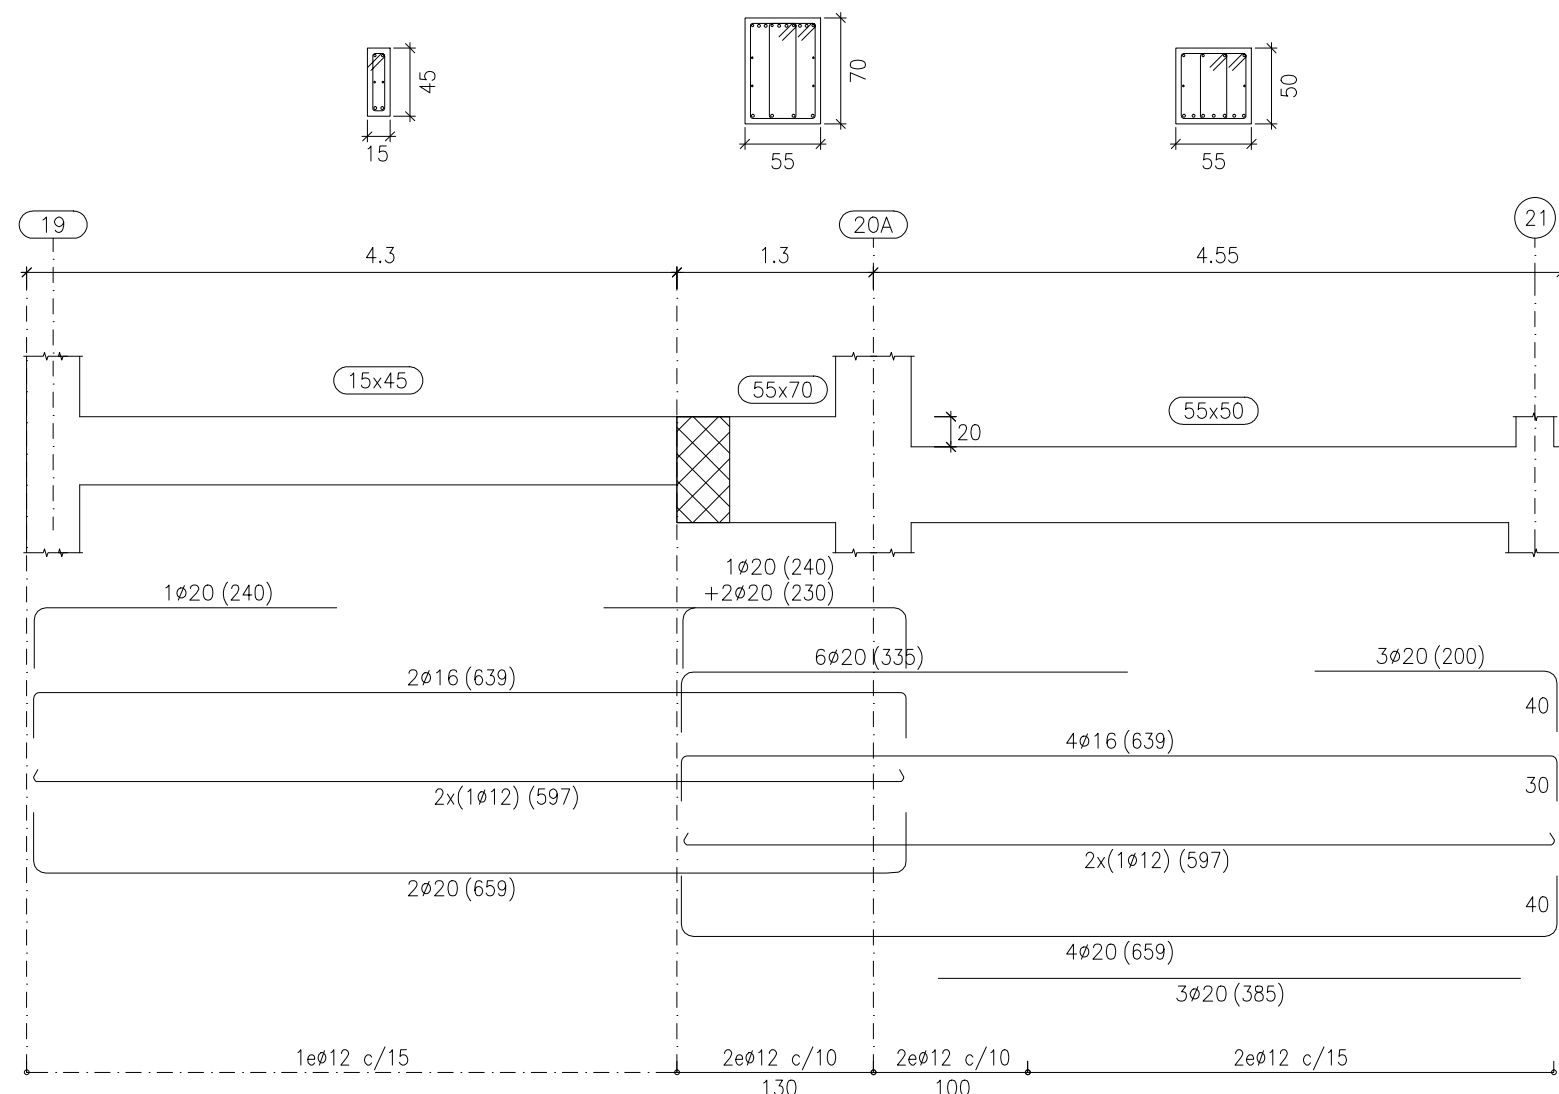 45
15
70
55
50
55
19
20A
21
4.3
1.3
4.55
15x45
55x70
55x50
20
1ø20 (240)
1ø20 (240)
+2ø20 (230)
6ø20 (335)
3ø20 (200)
2ø16 (639)
40
4ø16 (639)
30
2x(1ø12) (597)
2x(1ø12) (597)
2ø20 (659)
40
4ø20 (659)
3ø20 (385)
1eø12 c/15
2eø12 c/10
2eø12 c/10
2eø12 c/15
130
100